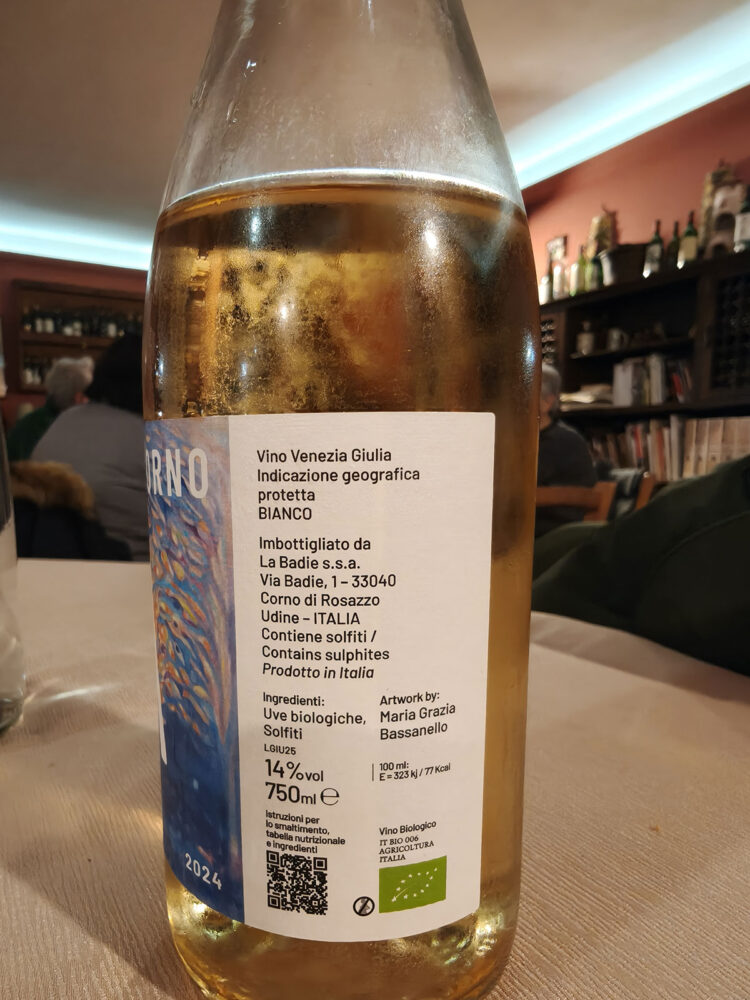 ORNO
2024
Vino Venezia Giulia
Indicazione geografica
protetta
BIANCO
Imbottigliato da
La Badie s.s.a.
Via Badie, 1 – 33040
Corno di Rosazzo
Udine – ITALIA
Contiene solfiti /
Contains sulphites
Prodotto in Italia
Ingredienti:
Uve biologiche,
Solfiti
LGIU25
14%vol
750ml ℮
Artwork by:
Maria Grazia
Bassanello
100 ml:
E = 323 kj / 77 Kcal
Istruzioni per
lo smaltimento,
tabella nutrizionale
e ingredienti
Vino Biologico
IT BIO 006
AGRICOLTURA
ITALIA